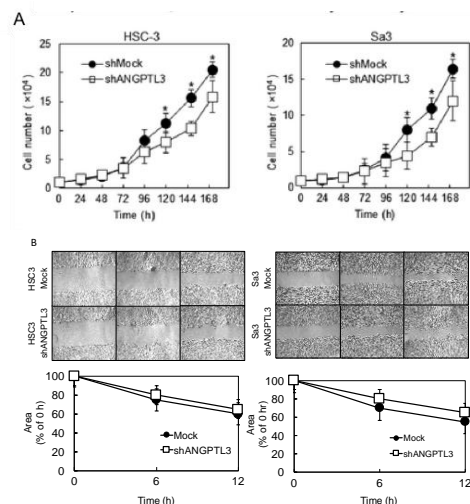 A
HSC-3
Cell number (×10⁴)
25
20
15
10
5
0
shMock
shANGPTL3
* * *
0 24 48 72 96 120 144 168
Time (h)
Sa3
Cell number (×10⁴)
20
15
10
5
0
shMock
shANGPTL3
* * *
0 24 48 72 96 120 144 168
Time (h)
B
HSC3
Mock
HSC3
shANGPTL3
Sa3
Mock
Sa3
shANGPTL3
Area
(% of 0 h)
100
80
60
40
20
0
Mock
shANGPTL3
0 6 12
Time (h)
Area
(% of 0 hr)
100
80
60
40
20
0
Mock
shANGPTL3
0 6 12
Time (h)